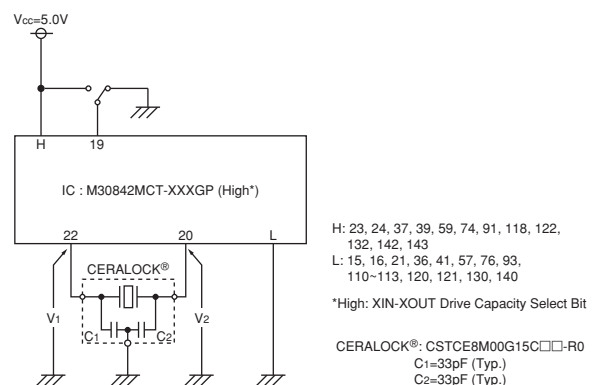 Vcc=5.0V
H 19
IC : M30842MCT-XXXGP (High*)
22 20 L
CERALOCK®
V1 C1 C2 V2
H: 23, 24, 37, 39, 59, 74, 91, 118, 122,
132, 142, 143
L: 15, 16, 21, 36, 41, 57, 76, 93,
110~113, 120, 121, 130, 140
*High: XIN-XOUT Drive Capacity Select Bit
CERALOCK®: CSTCE8M00G15C□□-R0
C1=33pF (Typ.)
C2=33pF (Typ.)